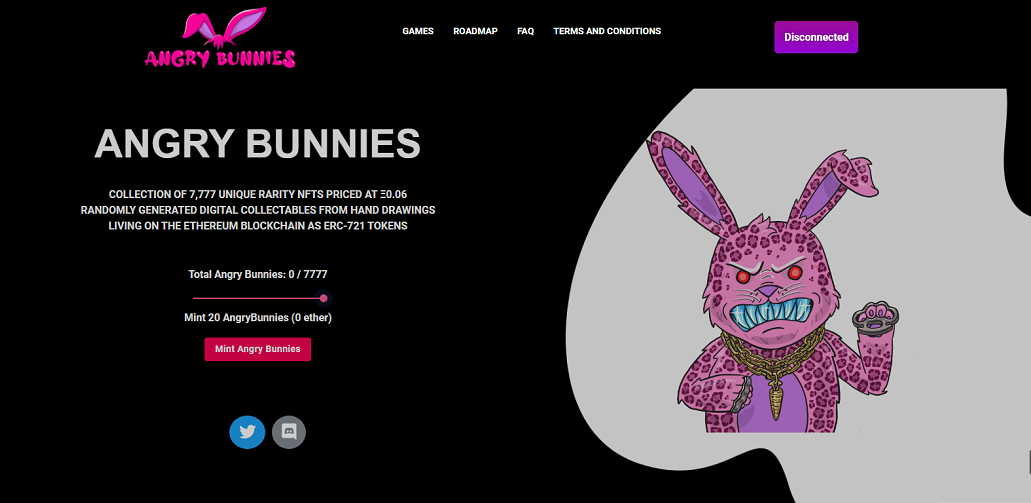 ANGRY BUNNIES
GAMES ROADMAP FAQ TERMS AND CONDITIONS
Disconnected
ANGRY BUNNIES
COLLECTION OF 7,777 UNIQUE RARITY NFTS PRICED AT Ξ0.06
RANDOMLY GENERATED DIGITAL COLLECTABLES FROM HAND DRAWINGS
LIVING ON THE ETHEREUM BLOCKCHAIN AS ERC-721 TOKENS
Total Angry Bunnies: 0 / 7777
Mint 20 AngryBunnies (0 ether)
Mint Angry Bunnies